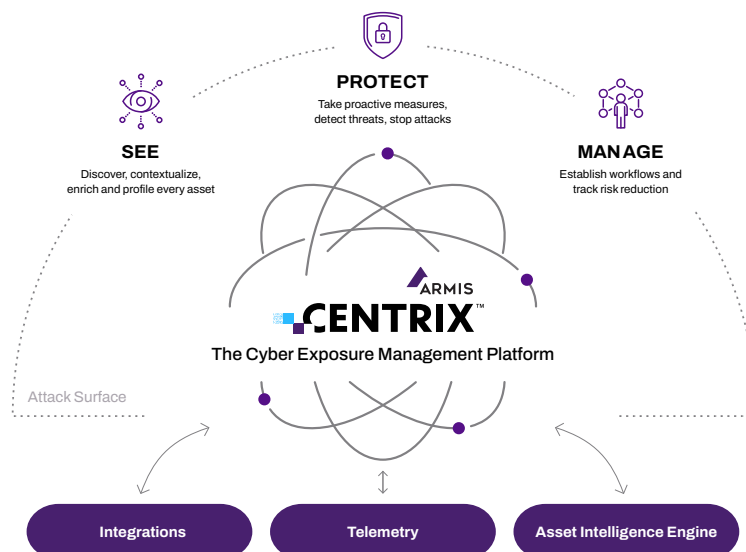 PROTECT
Take proactive measures,
detect threats, stop attacks
SEE
Discover, contextualize,
enrich and profile every asset
MANAGE
Establish workflows and
track risk reduction
ARMIS
CENTRIX™
The Cyber Exposure Management Platform
Attack Surface
Integrations
Telemetry
Asset Intelligence Engine